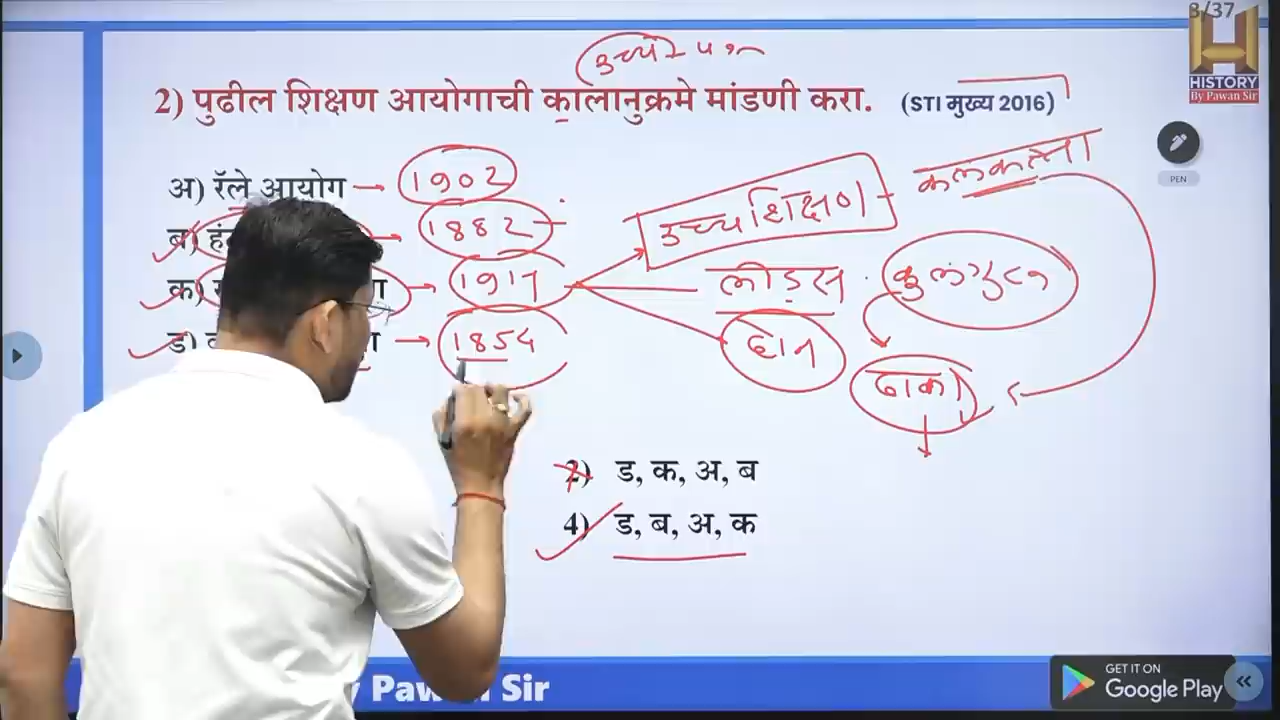 3/37
HISTORY
By Pawan Sir
2) पुढील शिक्षण आयोगाची कालानुक्रमे मांडणी करा. (STI मुख्य 2016)
PEN
अ) रॅले आयोग → 1902
ब) → 1882
क) → 1917
ड) → 1854
उच्चशिक्षण - कलकत्ता
लीड्स
ढाका
2) ड, क, अ, ब
4) ड, ब, अ, क
y Pawan Sir
GET IT ON
Google Play